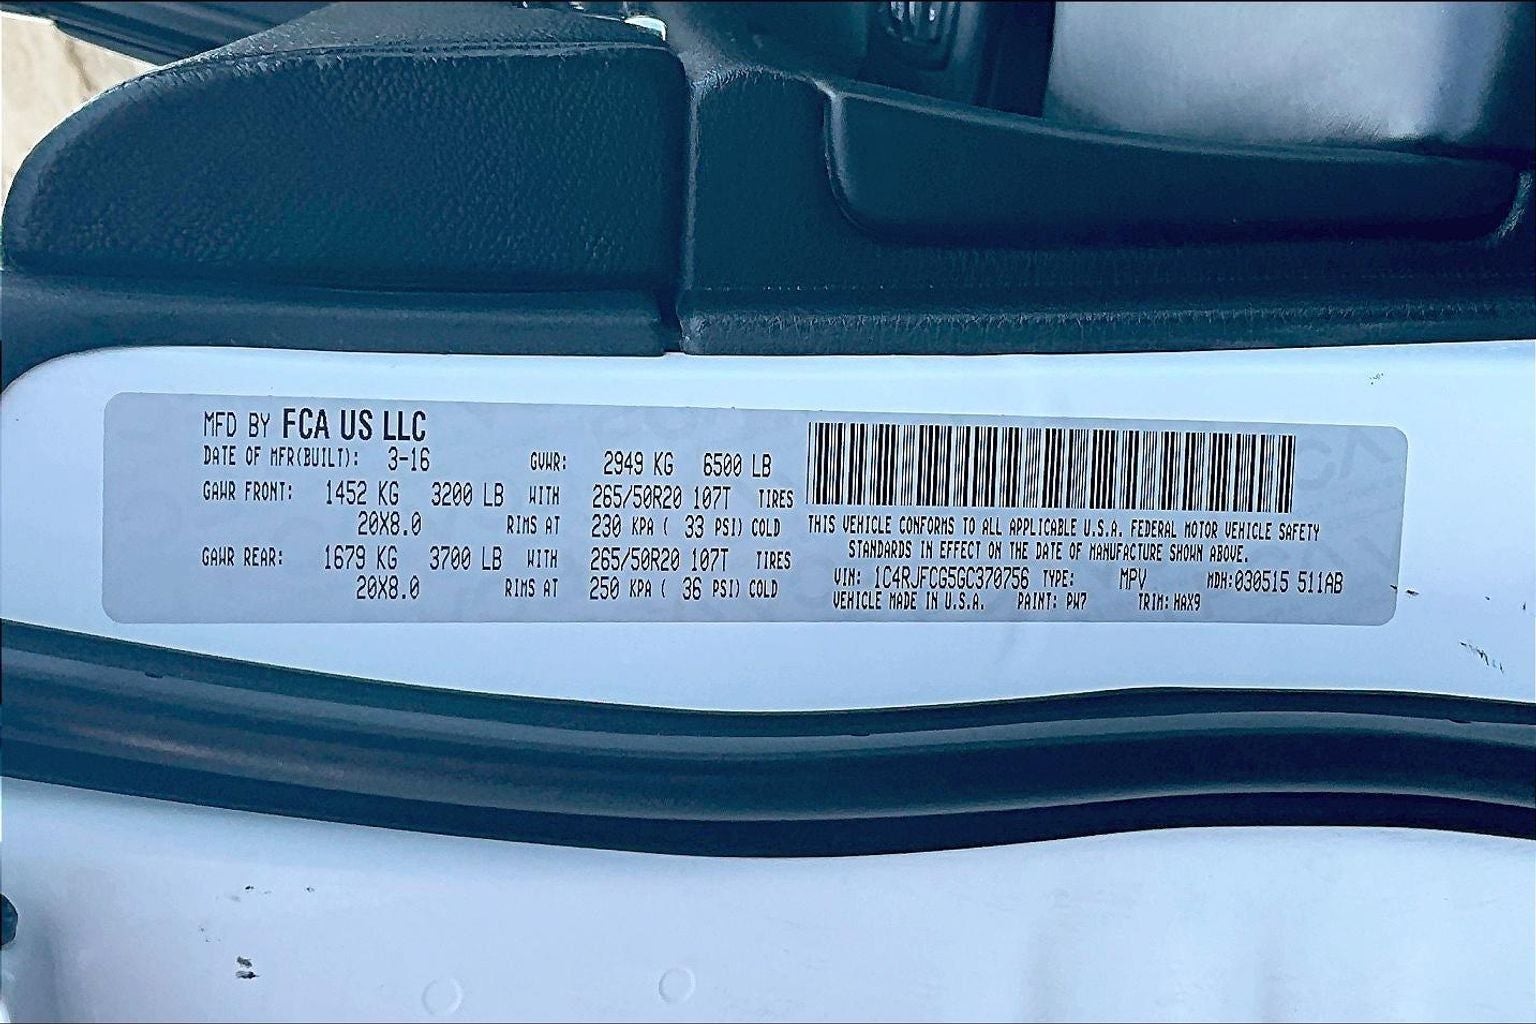 MFD BY FCA US LLC
DATE OF MFR(BUILT): 3-16 GVWR: 2949 KG 6500 LB
GAWR FRONT: 1452 KG 3200 LB WITH 265/50R20 107T TIRES
20X8.0 RIMS AT 230 KPA ( 33 PSI) COLD
GAWR REAR: 1679 KG 3700 LB WITH 265/50R20 107T TIRES
20X8.0 RIMS AT 250 KPA ( 36 PSI) COLD
THIS VEHICLE CONFORMS TO ALL APPLICABLE U.S.A. FEDERAL MOTOR VEHICLE SAFETY
STANDARDS IN EFFECT ON THE DATE OF MANUFACTURE SHOWN ABOVE.
VIN: 1C4RJFCG5GC370756 TYPE: MPV MDH:030515 511AB
VEHICLE MADE IN U.S.A. PAINT: PW7 TRIM: HAX9